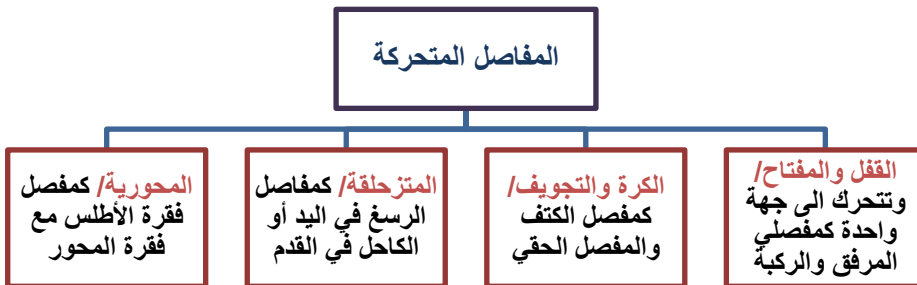 المفاصل المتحركة
القفل والمفتاح/
وتتحرك الى جهة
واحدة كمفصلي
المرفق والركبة
الكرة والتجويف/
كمفصل الكتف
والمفصل الحقي
المتزحلقة/ كمفاصل
الرسغ في اليد أو
الكاحل في القدم
المحورية/ كمفصل
فقرة الأطلس مع
فقرة المحور